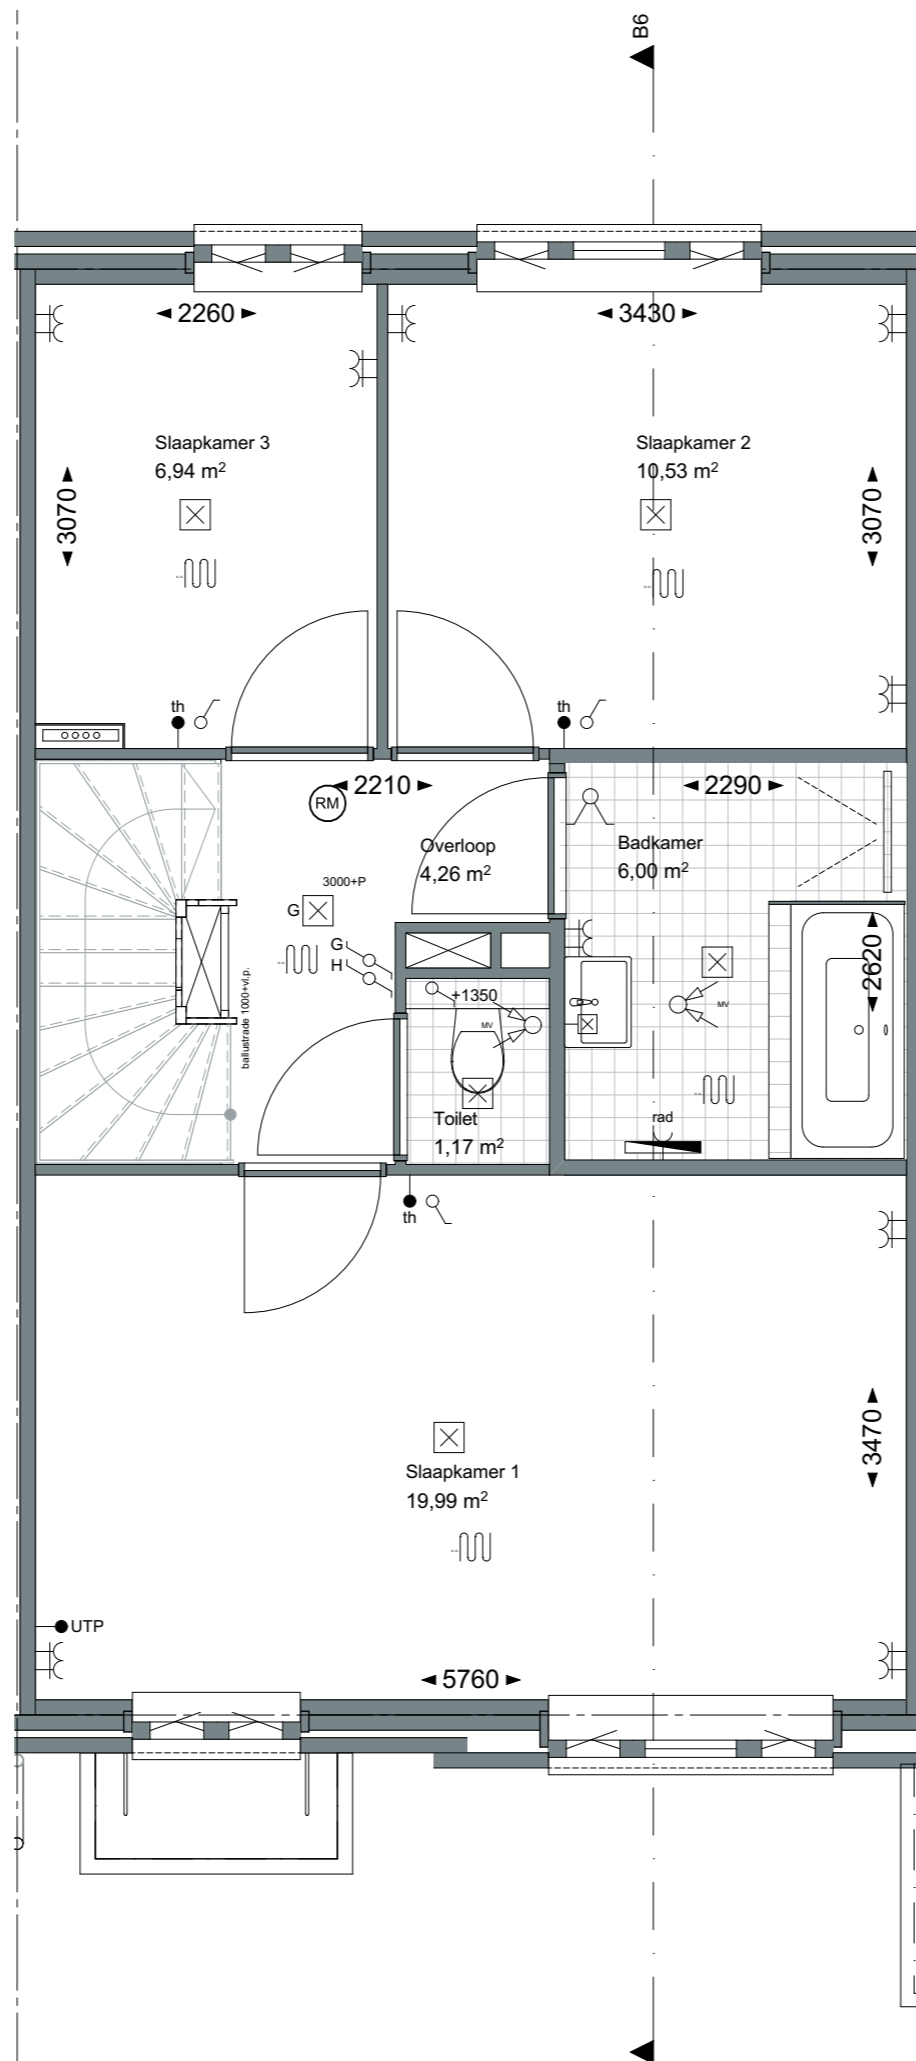 B6
2260
3430
Slaapkamer 3
6,94 m²
Slaapkamer 2
10,53 m²
3070
3070
th
th
RM
2210
2290
Overloop
4,26 m²
Badkamer
6,00 m²
3000+P
G
G
H
ballustrade 1000+vl.p.
+1350
MV
MV
2620
Toilet
1,17 m²
rad
th
3470
Slaapkamer 1
19,99 m²
UTP
5760